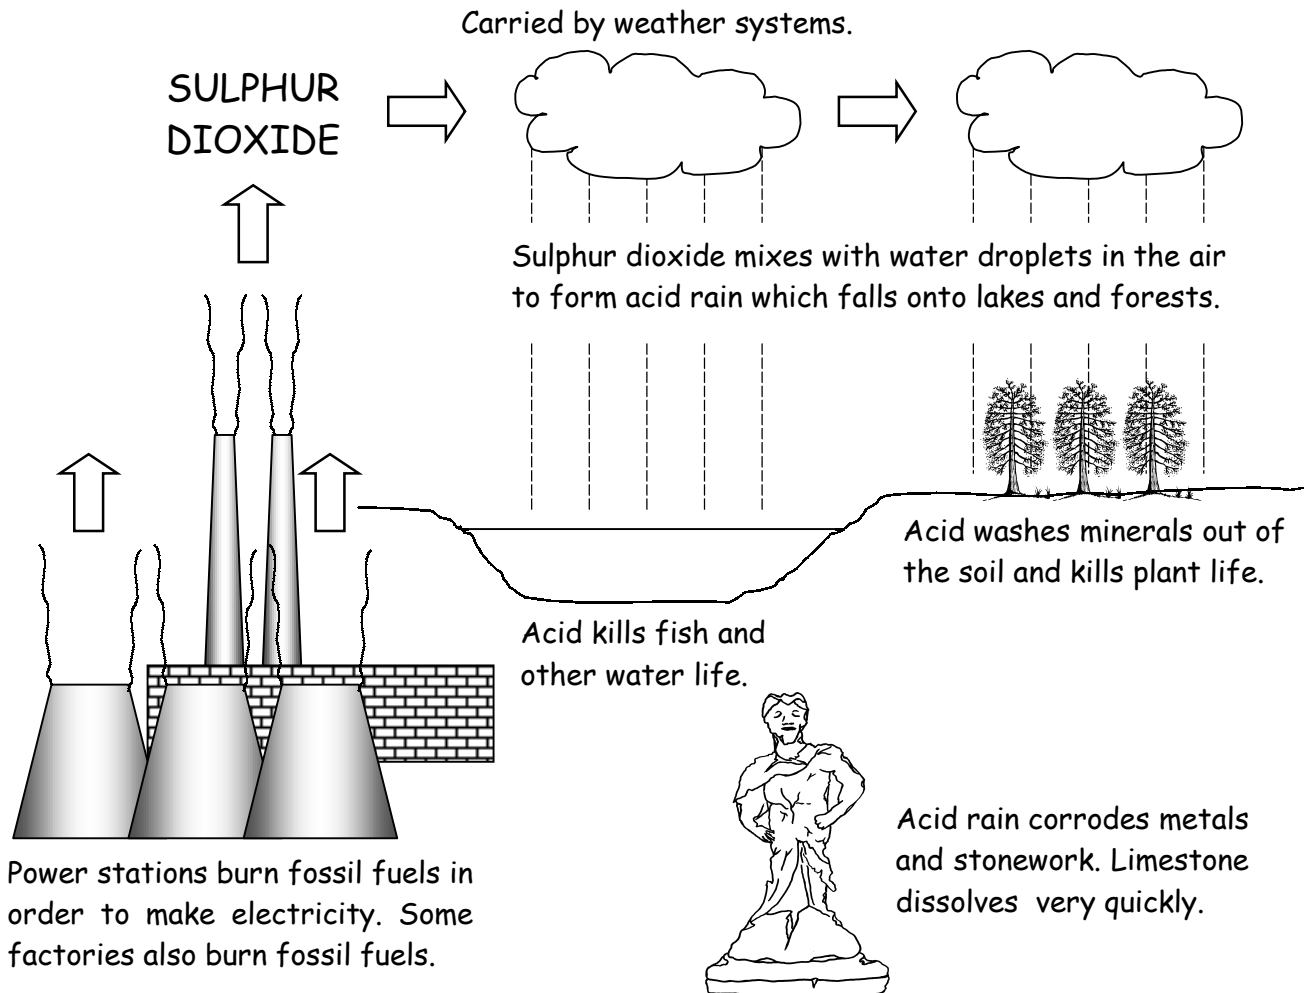 Carried by weather systems.
SULPHUR
DIOXIDE
Sulphur dioxide mixes with water droplets in the air
to form acid rain which falls onto lakes and forests.
Acid washes minerals out of
the soil and kills plant life.
Acid kills fish and
other water life.
Acid rain corrodes metals
and stonework. Limestone
dissolves very quickly.
Power stations burn fossil fuels in
order to make electricity. Some
factories also burn fossil fuels.